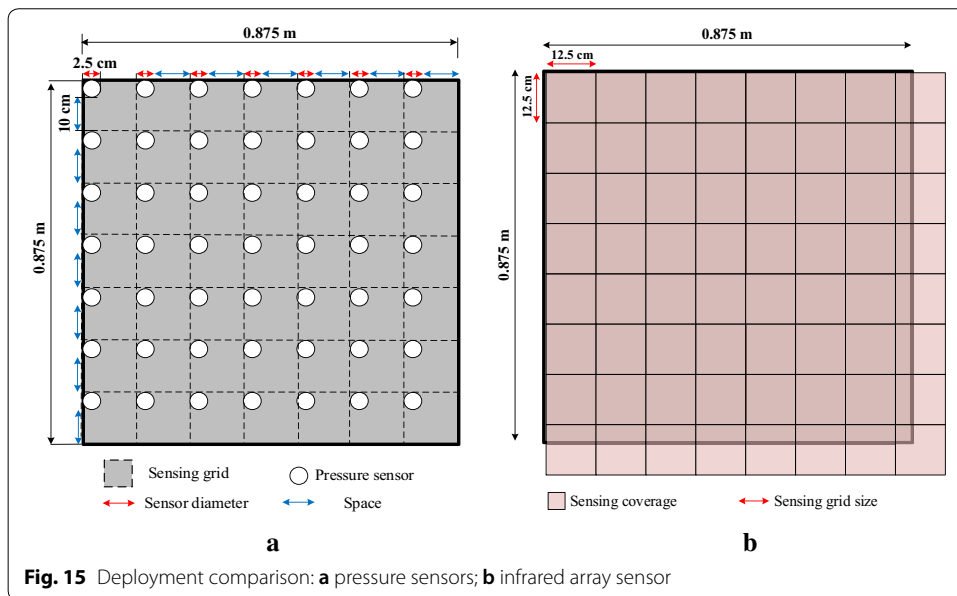 0.875 m
2.5 cm
10 cm
0.875 m
Sensing grid
Pressure sensor
Sensor diameter
Space
a
0.875 m
12.5 cm
12.5 cm
0.875 m
Sensing coverage
Sensing grid size
b
Fig. 15 Deployment comparison: a pressure sensors; b infrared array sensor